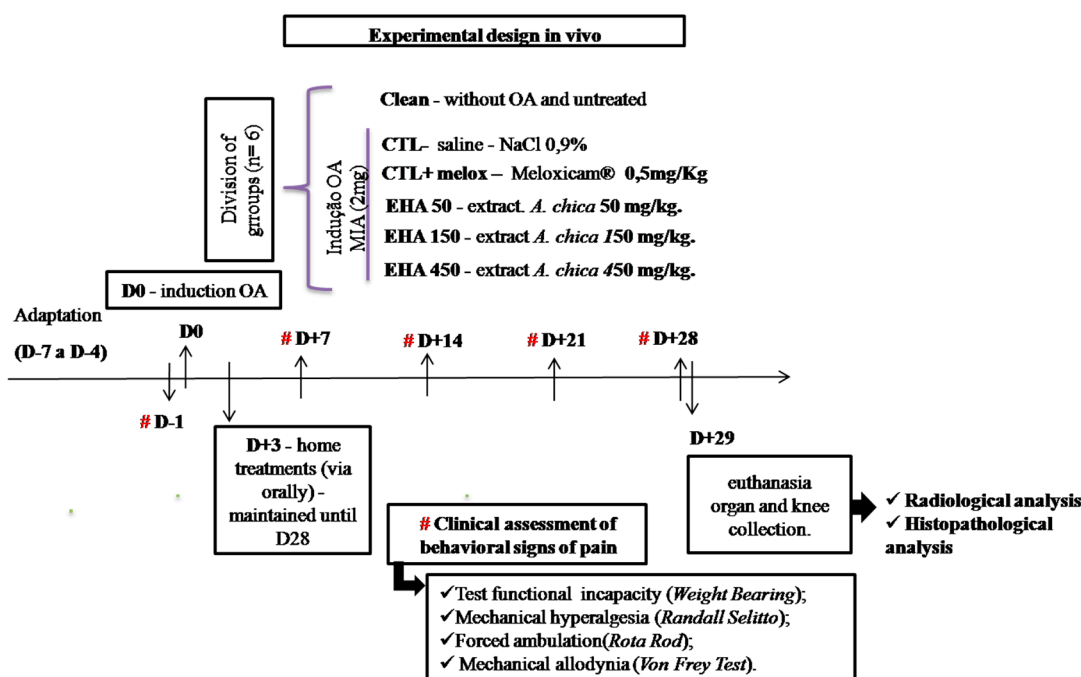 Experimental design in vivo
Division of
grroups (n= 6)
Indução OA
MIA (2mg)
Clean - without OA and untreated
CTL– saline - NaCl 0,9%
CTL+ melox – Meloxicam® 0,5mg/Kg
EHA 50 - extract. A. chica 50 mg/kg.
EHA 150 - extract A. chica 150 mg/kg.
EHA 450 - extract A. chica 450 mg/kg.
D0 - induction OA
Adaptation
(D-7 a D-4)
D0
# D+7
# D+14
# D+21
# D+28
# D-1
D+29
D+3 - home
treatments (via
orally) -
maintained until
D28
# Clinical assessment of
behavioral signs of pain
✓Test functional incapacity (Weight Bearing);
✓Mechanical hyperalgesia (Randall Selitto);
✓Forced ambulation(Rota Rod);
✓ Mechanical allodynia (Von Frey Test).
euthanasia
organ and knee
collection.
✓ Radiological analysis
✓ Histopathological
analysis